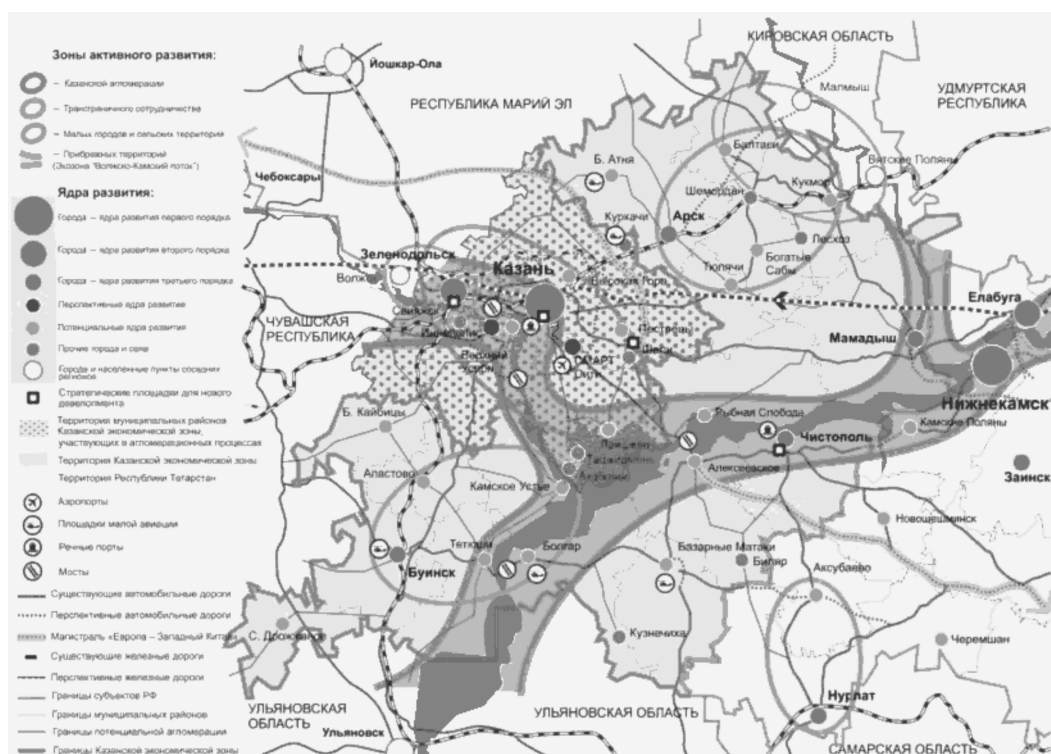 Зоны активного развития:
– Казанской агломерации
– Трансграничного сотрудничества
– Малых городов и сельских территорий
– Прибрежных территорий
(Экозона "Волжско-Камский поток")
Ядра развития:
Города – ядра развития первого порядка
Города – ядра развития второго порядка
Города – ядра развития третьего порядка
Перспективные ядра развития
Потенциальные ядра развития
Прочие города и сёла
Города и населённые пункты соседних
регионов
Стратегические площадки для нового
девелопмента
Территории муниципальных районов
Казанской экономической зоны,
участвующих в агломерационных процессах
Территория Казанской экономической зоны
Территория Республики Татарстан
Аэропорты
Площадки малой авиации
Речные порты
Мосты
Существующие автомобильные дороги
Перспективные автомобильные дороги
Магистраль «Европа – Западный Китай»
Существующие железные дороги
Перспективные железные дороги
Границы субъектов РФ
Границы муниципальных районов
Границы потенциальной агломерации
Границы Казанской экономической зоны
КИРОВСКАЯ ОБЛАСТЬ
Йошкар-Ола
Малмыж
УДМУРТСКАЯ
РЕСПУБЛИКА
РЕСПУБЛИКА МАРИЙ ЭЛ
Балтаси
Б. Атня
Вятские Поляны
Чебоксары
Шемордан
Кукмор
Куркачи
Арск
Лесхоз
Богатые
Сабы
Зеленодольск
Казань
Тюлячи
Волжск
Высокая Гора
Елабуга
Свияжск
ЧУВАШСКАЯ
РЕСПУБЛИКА
Иннополис
Пестрецы
Мамадыш
Верхний
Услон
Шали
СМАРТ
Сити
Нижнекамск
Б. Кайбицы
Рыбная Слобода
Камские Поляны
Чистополь
Апастово
Алексеевское
Камское Устье
Заинск
Новошешминск
Тетюши
Болгар
Базарные Матаки
Буинск
Биляр
Аксубаево
С. Дрожжаное
Кузнечиха
Черемшан
Нурлат
УЛЬЯНОВСКАЯ
ОБЛАСТЬ
УЛЬЯНОВСКАЯ ОБЛАСТЬ
Ульяновск
САМАРСКАЯ ОБЛАСТЬ